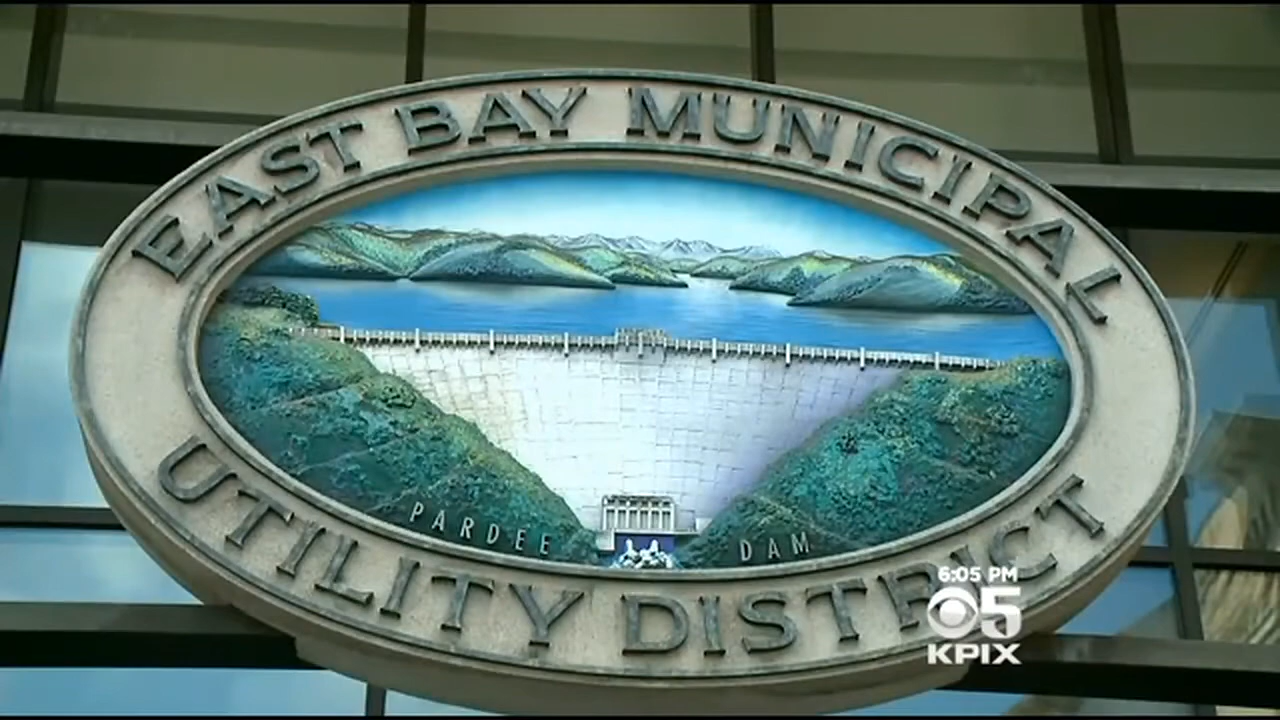 EAST BAY MUNICIPAL
UTILITY DISTRICT
PARDEE DAM
6:05 PM
5
KPIX